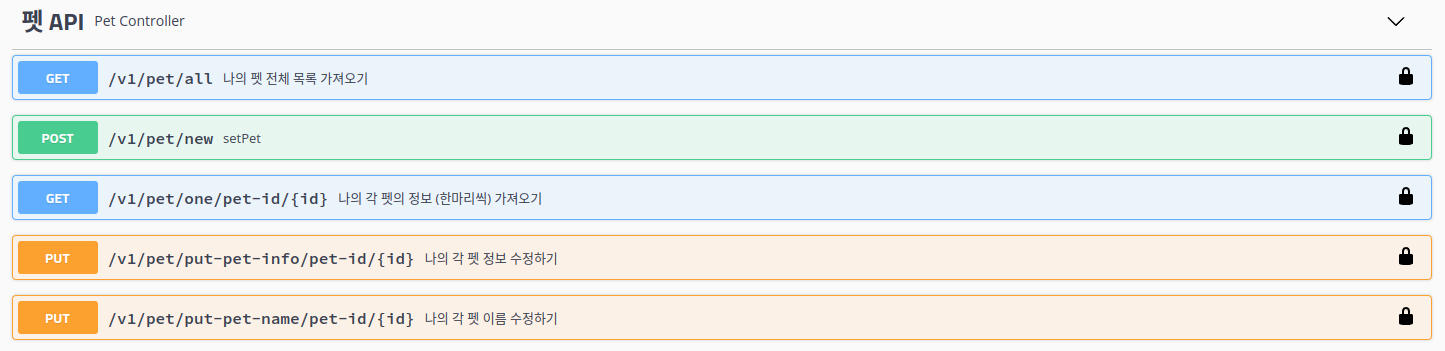 펫 API Pet Controller
GET /v1/pet/all 나의 펫 전체 목록 가져오기
POST /v1/pet/new setPet
GET /v1/pet/one/pet-id/{id} 나의 각 펫의 정보 (한마리씩) 가져오기
PUT /v1/pet/put-pet-info/pet-id/{id} 나의 각 펫 정보 수정하기
PUT /v1/pet/put-pet-name/pet-id/{id} 나의 각 펫 이름 수정하기